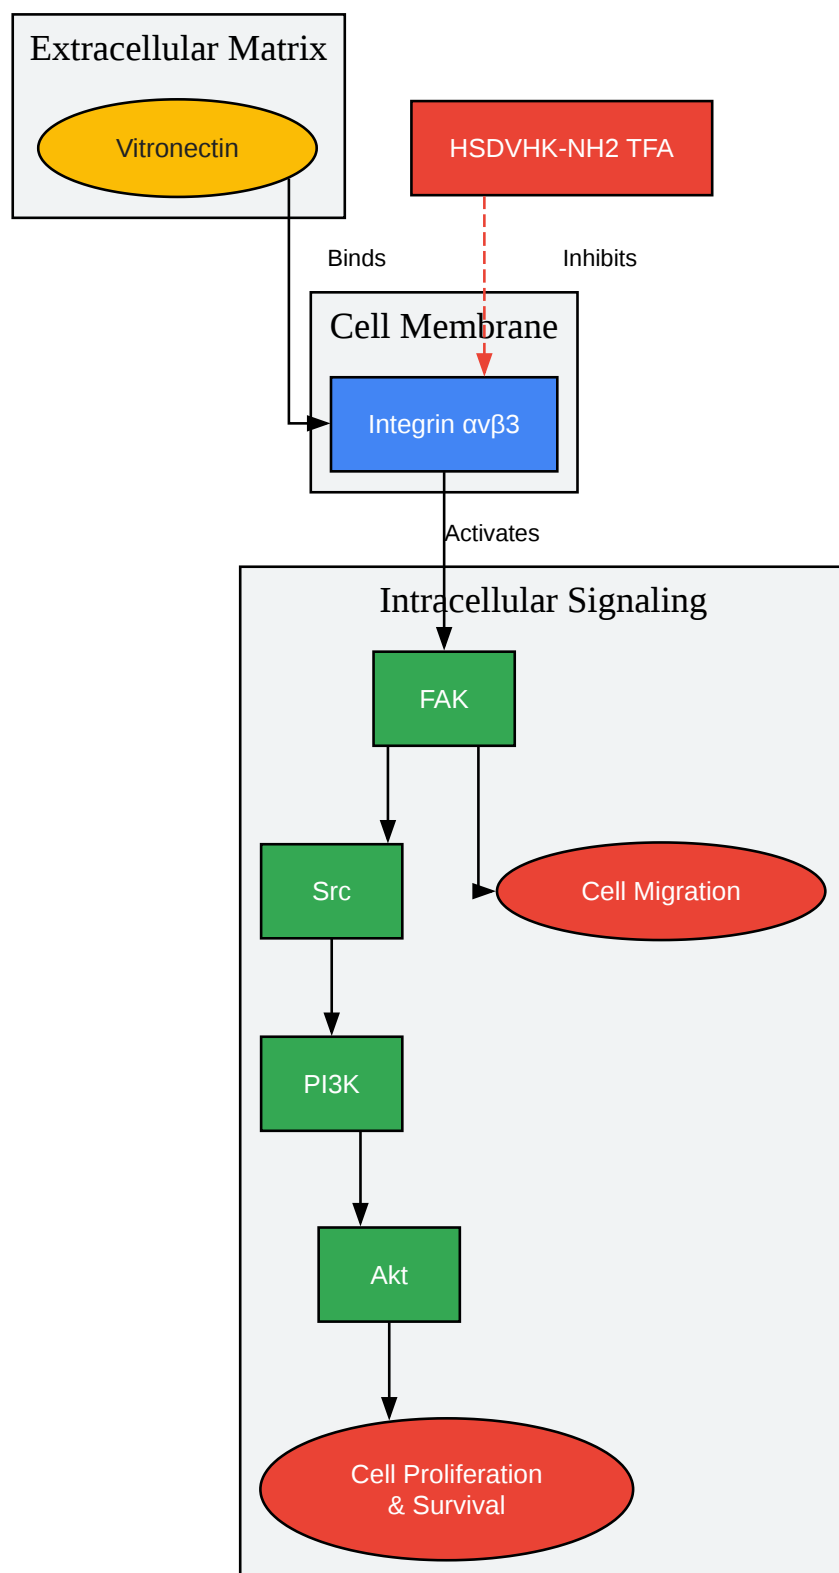 Extracellular Matrix
Vitronectin
HSDVHK-NH2 TFA
Binds
Inhibits
Cell Membrane
Integrin αvβ3
Activates
Intracellular Signaling
FAK
Src
Cell Migration
PI3K
Akt
Cell Proliferation
& Survival